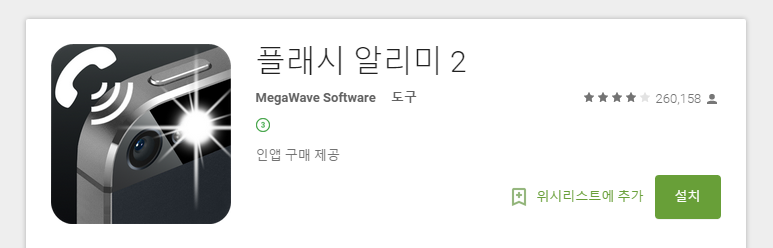 플래시 알리미 2
MegaWave Software 도구 260,158
3
인앱 구매 제공
위시리스트에 추가 설치